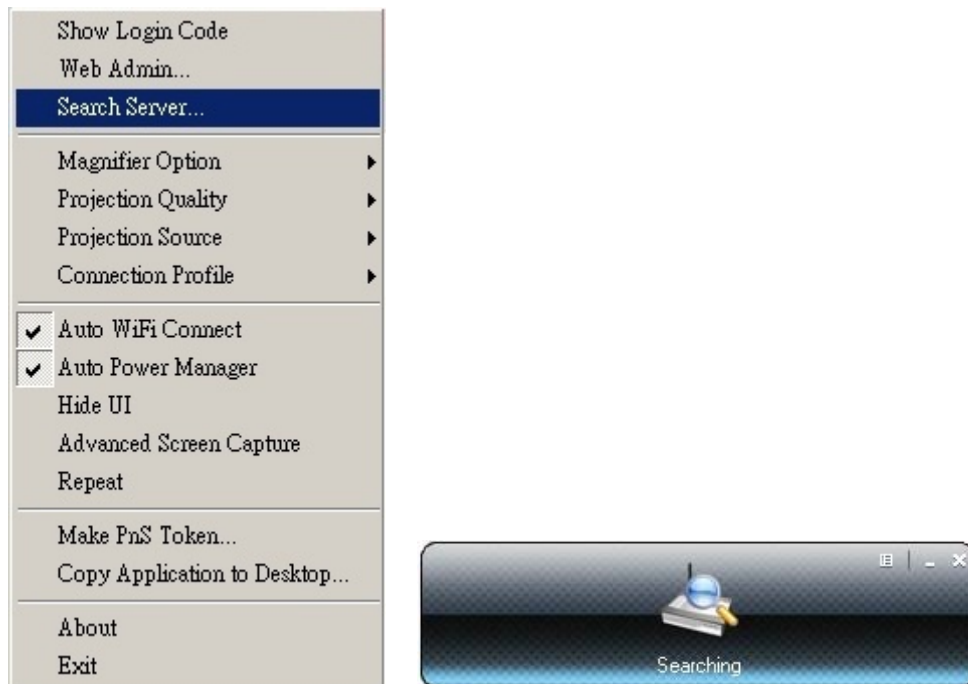 Show Login Code
Web Admin...
Search Server...
Magnifier Option
Projection Quality
Projection Source
Connection Profile
Auto WiFi Connect
Auto Power Manager
Hide UI
Advanced Screen Capture
Repeat
Make PnS Token...
Copy Application to Desktop...
About
Exit
Searching